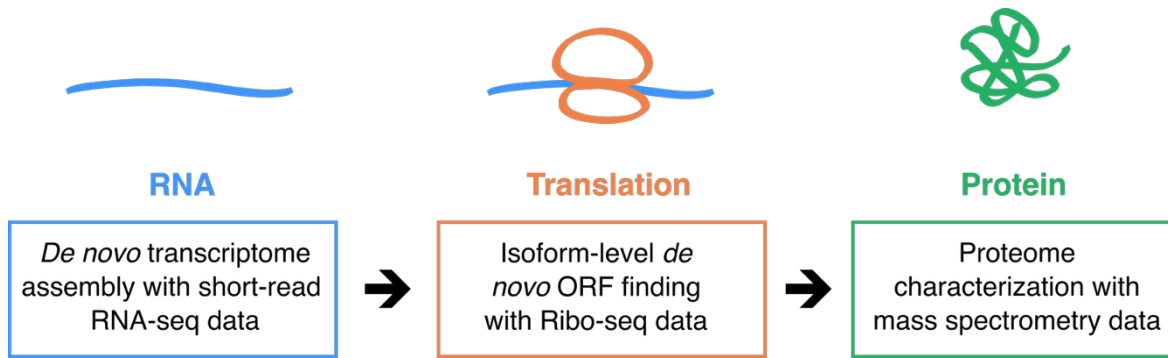 RNA
Translation
Protein
De novo transcriptome
assembly with short-read
RNA-seq data
Isoform-level de
novo ORF finding
with Ribo-seq data
Proteome
characterization with
mass spectrometry data